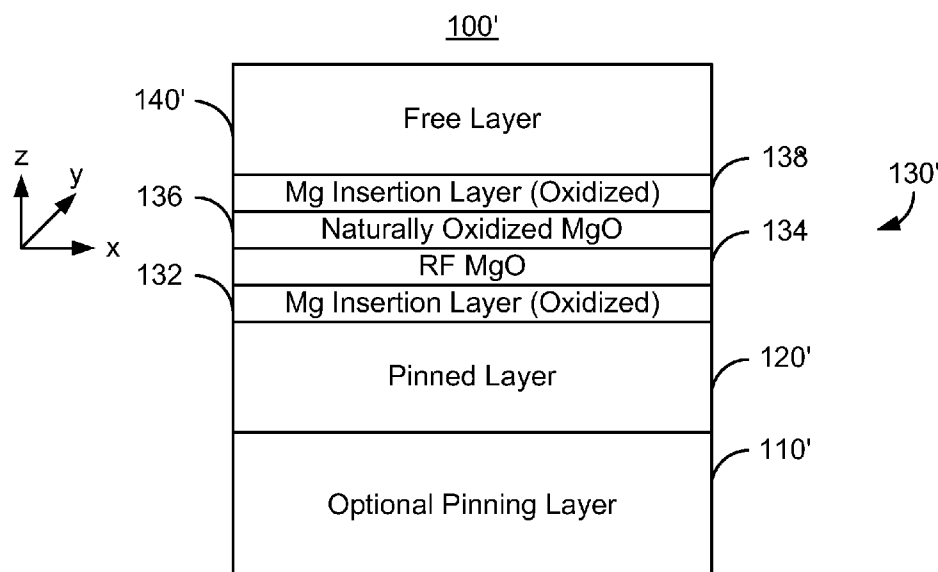 100'
140'
Free Layer
138
z
y
x
136
Mg Insertion Layer (Oxidized)
130'
Naturally Oxidized MgO
134
132
RF MgO
Mg Insertion Layer (Oxidized)
Pinned Layer
120'
110'
Optional Pinning Layer